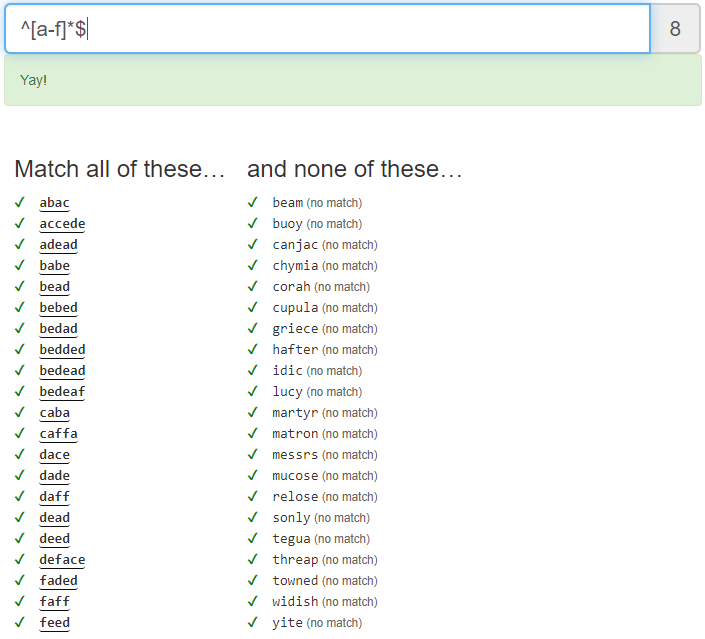 ^[a-f]*$ 8
Yay!
Match all of these… and none of these…
✓ abac ✓ beam (no match)
✓ accede ✓ buoy (no match)
✓ adead ✓ canjac (no match)
✓ babe ✓ chymia (no match)
✓ bead ✓ corah (no match)
✓ bebed ✓ cupula (no match)
✓ bedad ✓ griece (no match)
✓ bedded ✓ hafter (no match)
✓ bedead ✓ idic (no match)
✓ bedeaf ✓ lucy (no match)
✓ caba ✓ martyr (no match)
✓ caffa ✓ matron (no match)
✓ dace ✓ messrs (no match)
✓ dade ✓ mucose (no match)
✓ daff ✓ relose (no match)
✓ dead ✓ sonly (no match)
✓ deed ✓ tegua (no match)
✓ deface ✓ threap (no match)
✓ faded ✓ towned (no match)
✓ faff ✓ widish (no match)
✓ feed ✓ yite (no match)